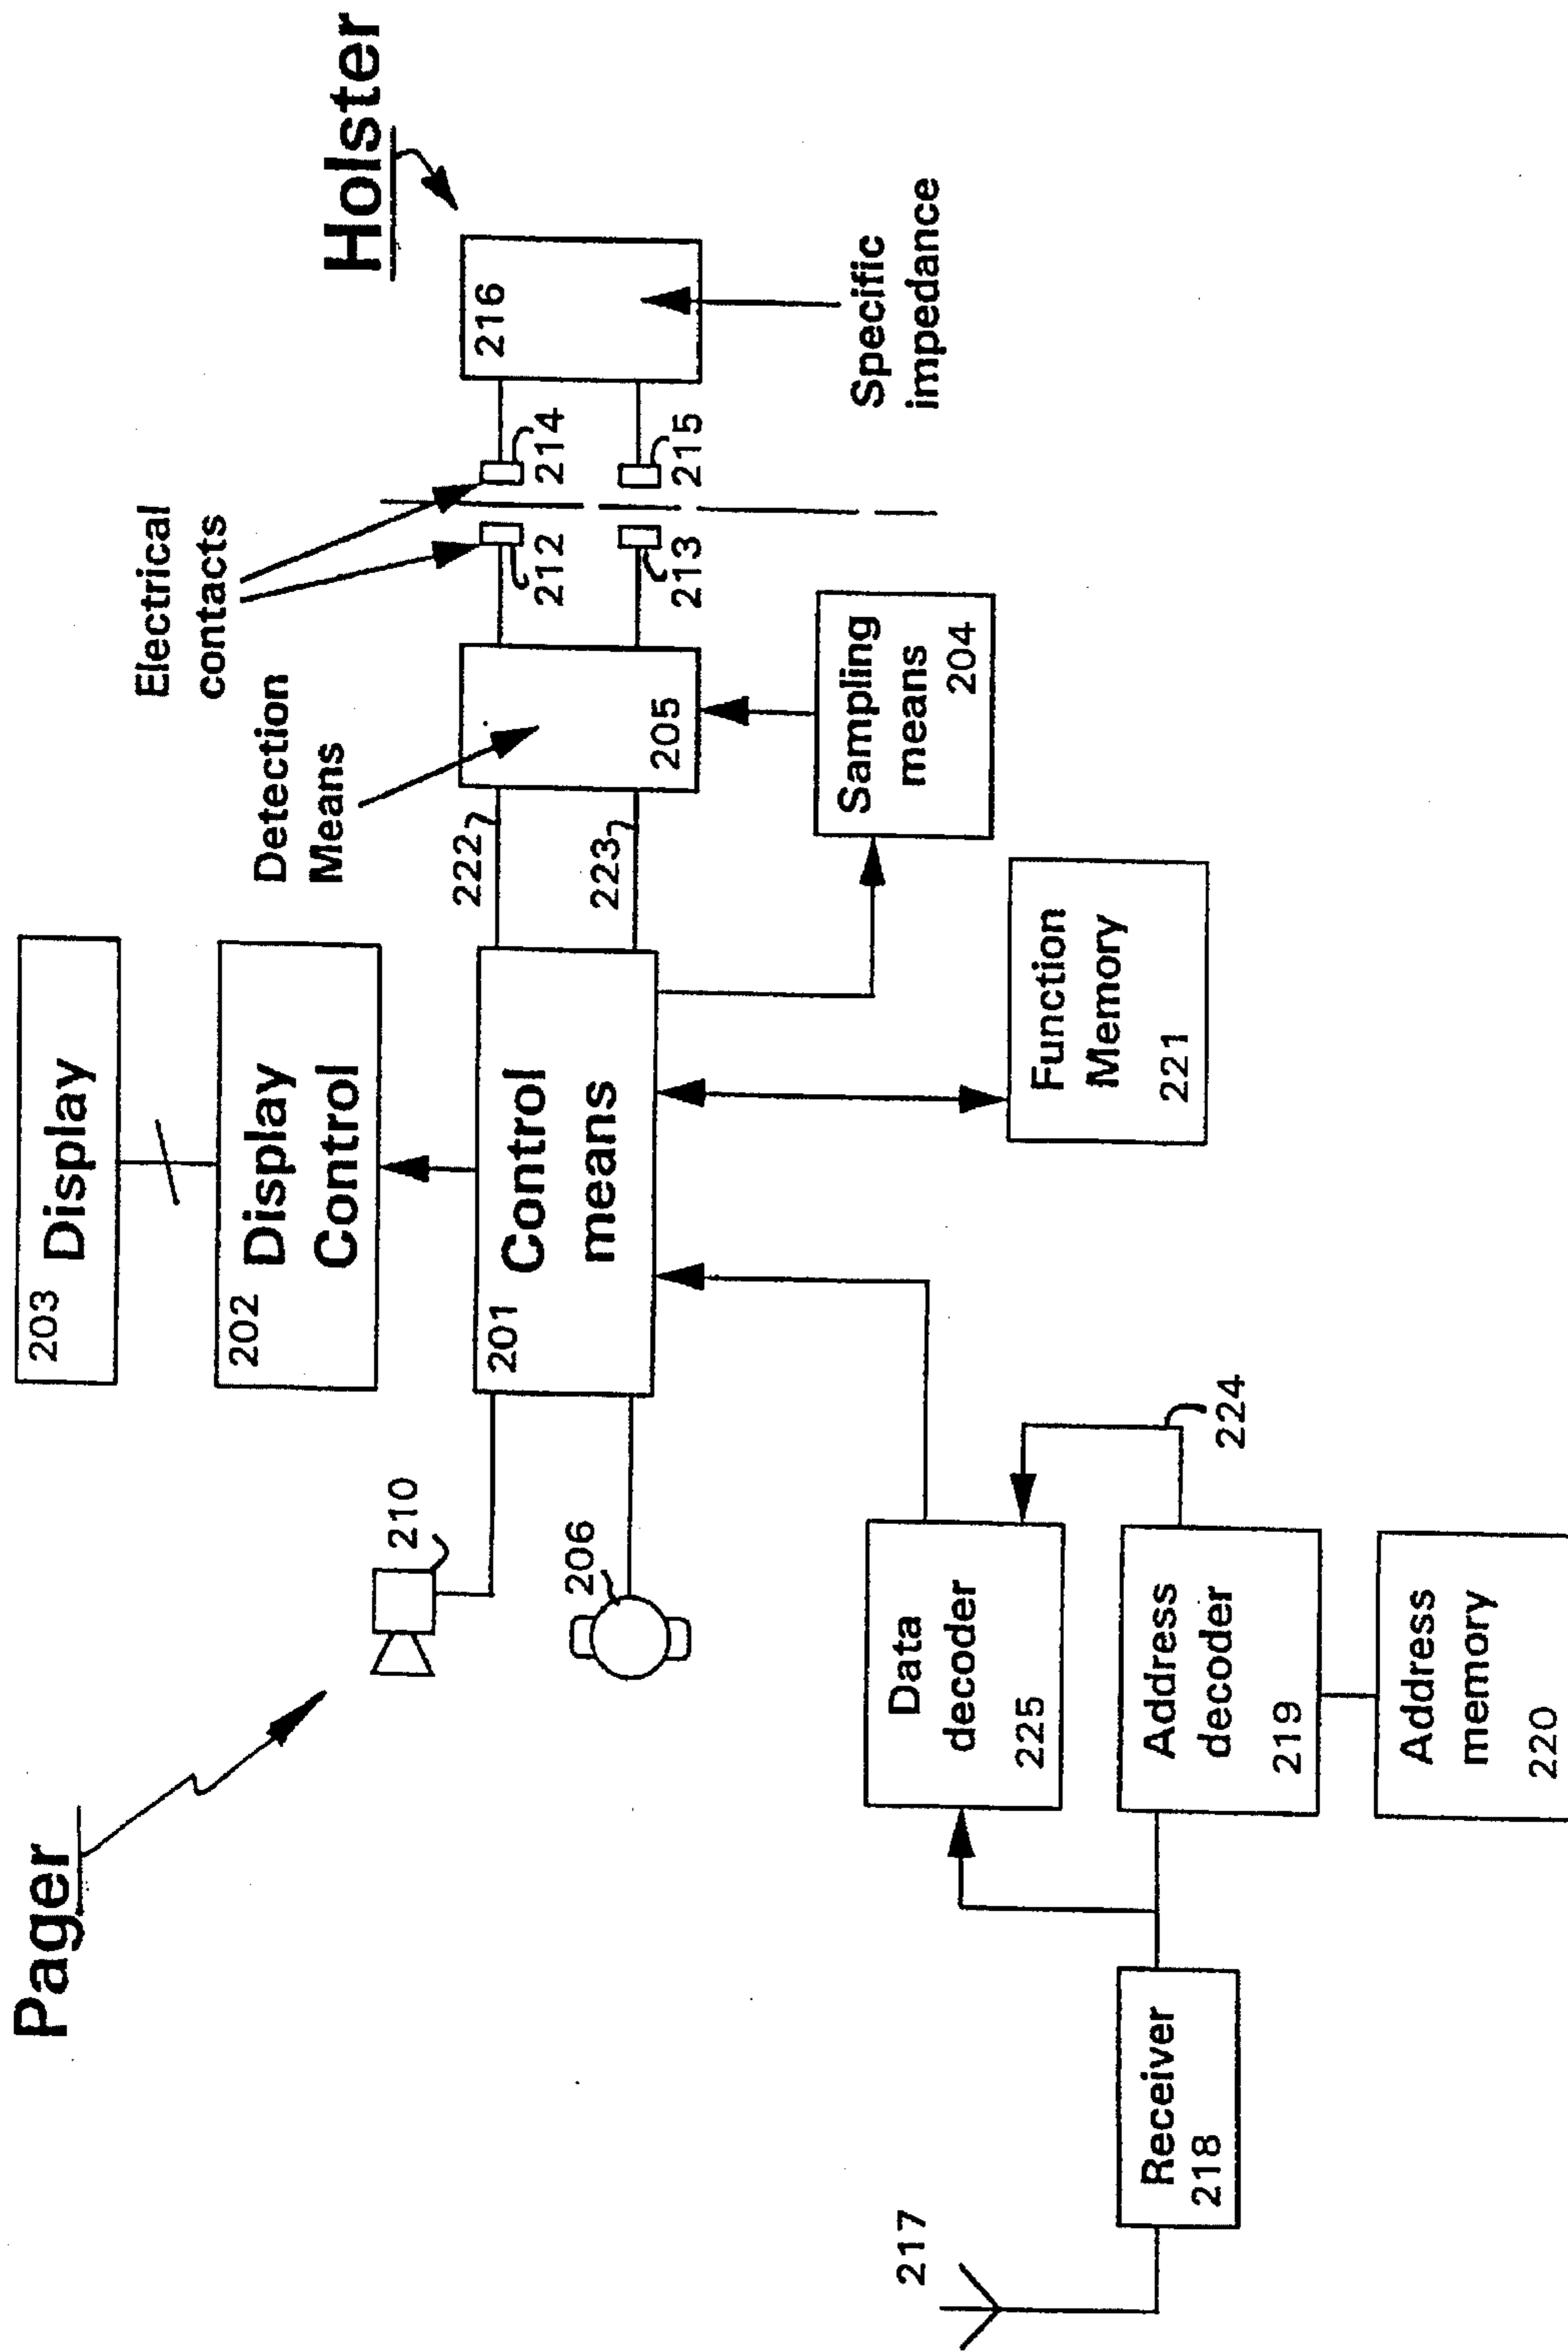 Pager
Holster
203
Display
202
Display
Control
201
Control
means
210
206
Electrical
contacts
Detection
Means
222
223
205
212
213
214
215
216
Specific
impedance
Sampling
means
204
Function
Memory
221
224
Data
decoder
225
Address
decoder
219
Address
memory
220
Receiver
218
217